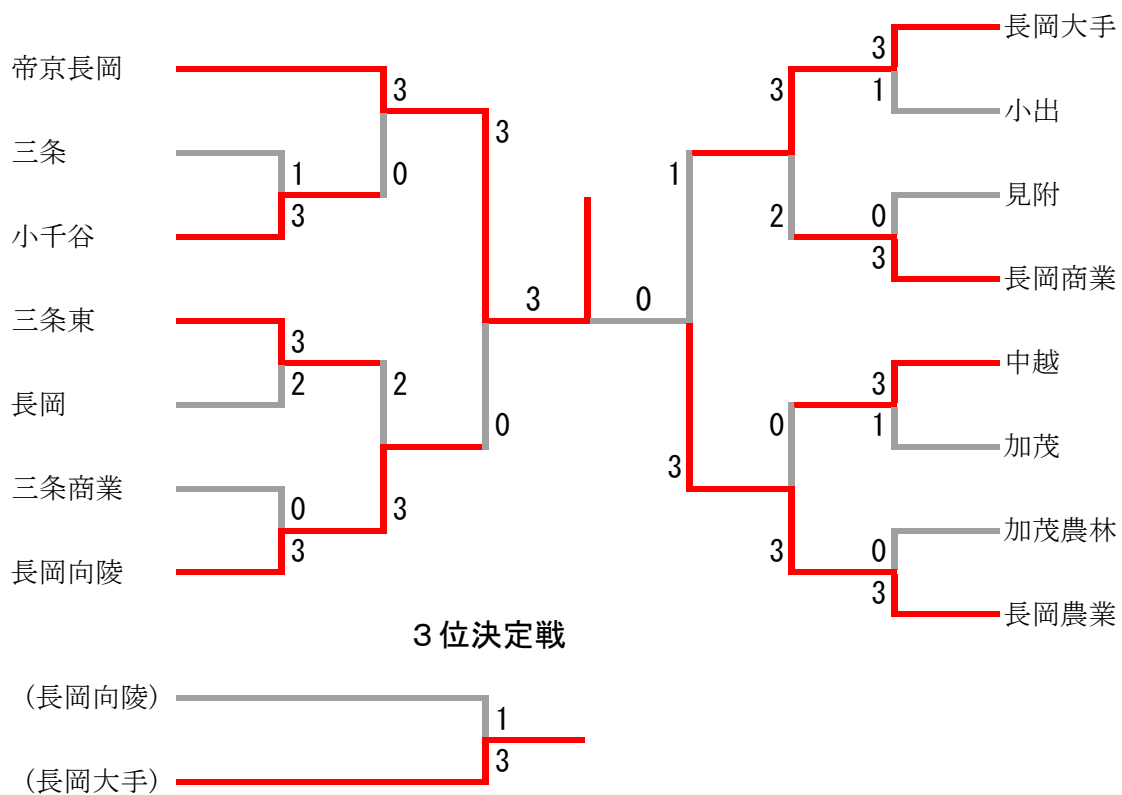 帝京長岡
三条
小千谷
三条東
長岡
三条商業
長岡向陵
3
0
1
3
3
2
2
3
0
3
3
0
3
0
長岡大手
小出
見附
長岡商業
中越
加茂
加茂農林
長岡農業
3
1
0
3
3
1
0
3
3
2
0
3
1
3
３位決定戦
(長岡向陵)
(長岡大手)
1
3